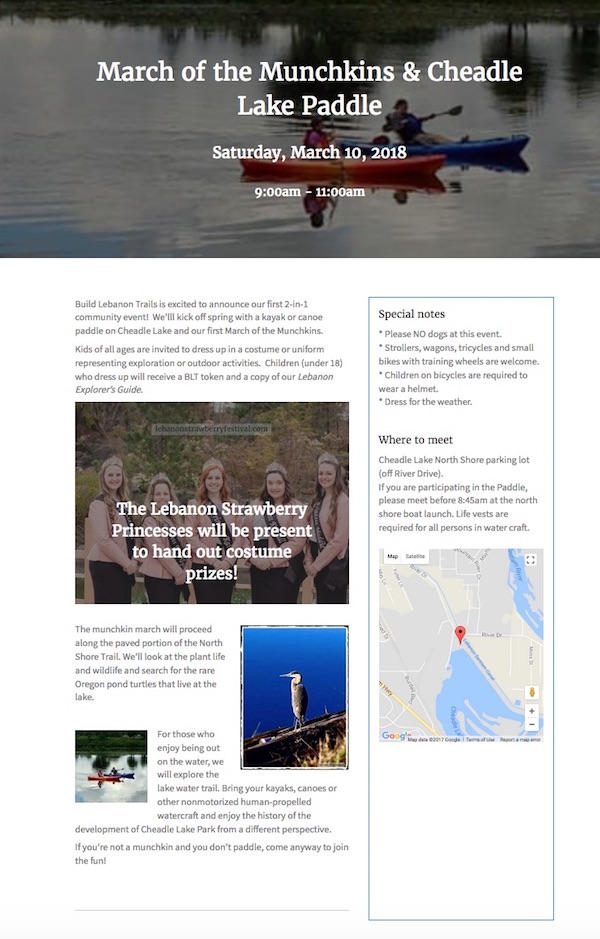 March of the Munchkins & Cheadle
Lake Paddle
Saturday, March 10, 2018
9:00am - 11:00am
Build Lebanon Trails is excited to announce our first 2-in-1
community event!  We'lll kick off spring with a kayak or canoe
paddle on Cheadle Lake and our first March of the Munchkins.
Kids of all ages are invited to dress up in a costume or uniform
representing exploration or outdoor activities.  Children (under 18)
who dress up will receive a BLT token and a copy of our Lebanon
Explorer's Guide.
lebanonstrawberryfestival.com
The Lebanon Strawberry
Princesses will be present
to hand out costume
prizes!
The munchkin march will proceed
along the paved portion of the North
Shore Trail. We'll look at the plant life
and wildlife and search for the rare
Oregon pond turtles that live at the
lake.
For those who
enjoy being out
on the water, we
will explore the
lake water trail. Bring your kayaks, canoes or
other nonmotorized human-propelled
watercraft and enjoy the history of the
development of Cheadle Lake Park from a different perspective.
If you're not a munchkin and you don't paddle, come anyway to join
the fun!
Special notes
* Please NO dogs at this event.
* Strollers, wagons, tricycles and small
bikes with training wheels are welcome.
* Children on bicycles are required to
wear a helmet.
* Dress for the weather.
Where to meet
Cheadle Lake North Shore parking lot
(off River Drive).
If you are participating in the Paddle,
please meet before 8:45am at the north
shore boat launch. Life vests are
required for all persons in water craft.
Map Satellite
River Dr
River Dr
Mossy St
Cheadle La
m Hwy
Google
Map data ©2017 Google
Terms of Use
Report a map error